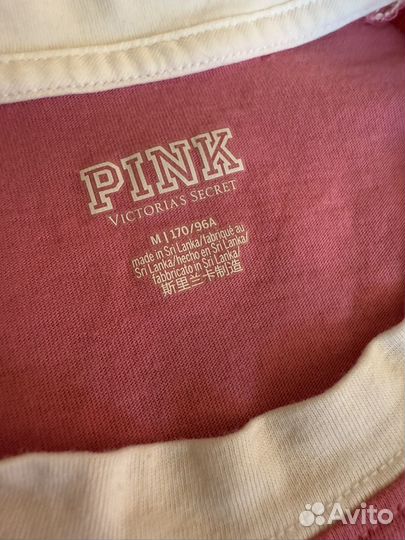 PINK
VICTORIA'S SECRET
M | 170/96A
made in Sri Lanka/fabriqué au
Sri Lanka/hecho en Sri Lanka/
fabbricato in Sri Lanka/
斯里兰卡制造
Avito